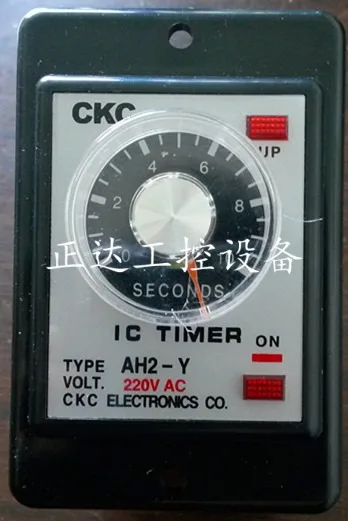 CKC
UP
4 6
2 8
0
正达工控设备
SECONDS
IC TIMER ON
TYPE AH2-Y
VOLT. 220V AC
CKC ELECTRONICS CO.